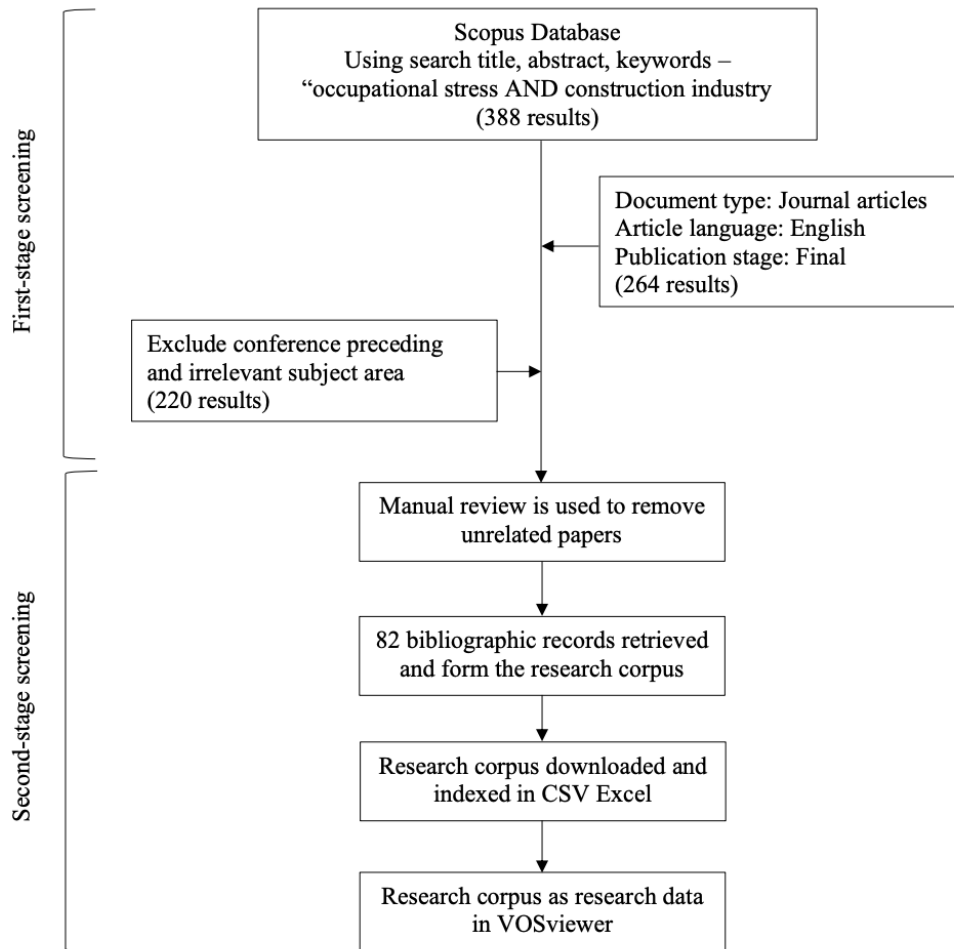 Scopus Database
Using search title, abstract, keywords –
“occupational stress AND construction industry
(388 results)
First-stage screening
Document type: Journal articles
Article language: English
Publication stage: Final
(264 results)
Exclude conference preceding
and irrelevant subject area
(220 results)
Second-stage screening
Manual review is used to remove
unrelated papers
82 bibliographic records retrieved
and form the research corpus
Research corpus downloaded and
indexed in CSV Excel
Research corpus as research data
in VOSviewer